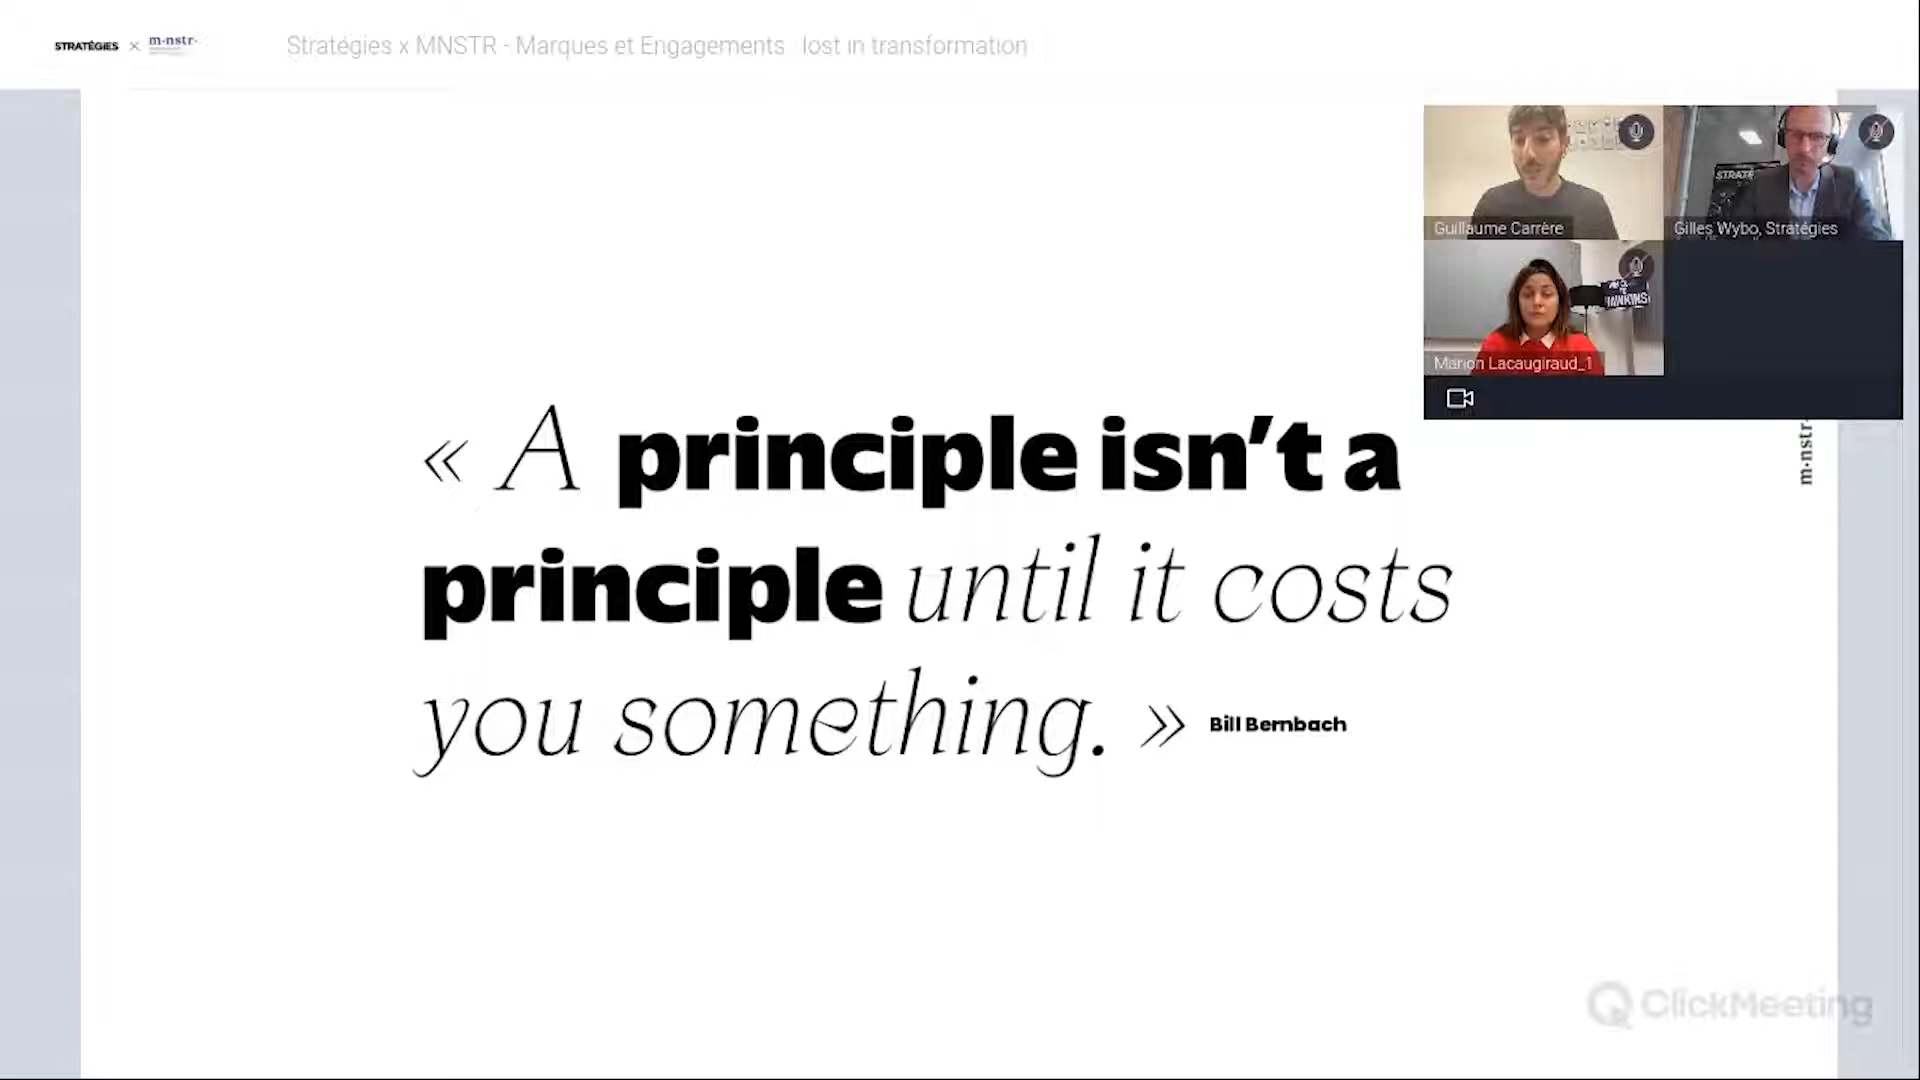 STRATÉGIES × m·nstr·
Stratégies x MNSTR - Marques et Engagements lost in transformation
Guillaume Carrère
STRATÉ
Gilles Wybo, Stratégies
Marion Lacaugiraud_1
m·nstr·
« A principle isn’t a
principle until it costs
you something. » Bill Bernbach
ClickMeeting